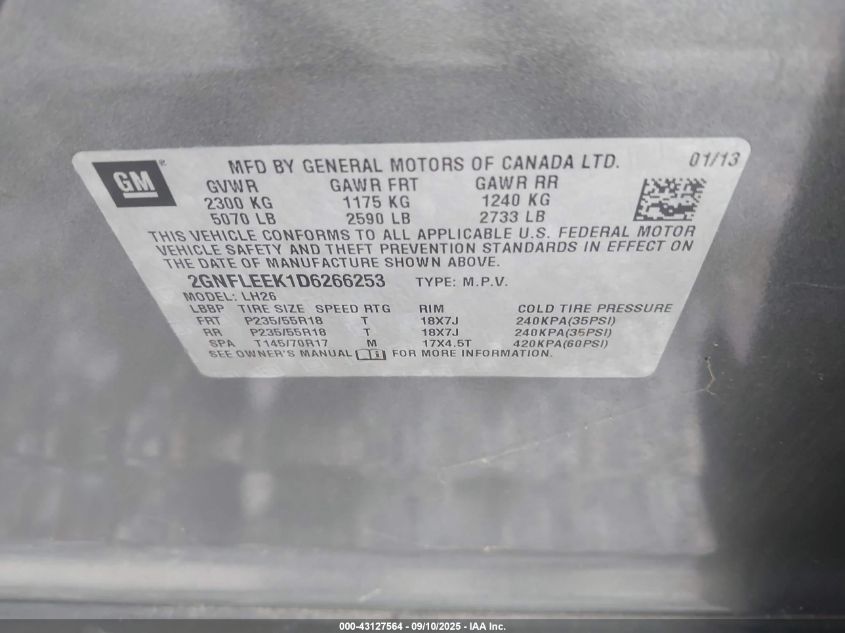 GM ® MFD BY GENERAL MOTORS OF CANADA LTD. 01/13
GVWR GAWR FRT GAWR RR
2300 KG 1175 KG 1240 KG
5070 LB 2590 LB 2733 LB
THIS VEHICLE CONFORMS TO ALL APPLICABLE U.S. FEDERAL MOTOR
VEHICLE SAFETY AND THEFT PREVENTION STANDARDS IN EFFECT ON
THE DATE OF MANUFACTURE SHOWN ABOVE.
2GNFLEEK1D6266253 TYPE: M.P.V.
MODEL: LH26
LBBP TIRE SIZE SPEED RTG RIM COLD TIRE PRESSURE
FRT P235/55R18 T 18X7J 240KPA(35PSI)
RR P235/55R18 T 18X7J 240KPA(35PSI)
SPA T145/70R17 M 17X4.5T 420KPA(60PSI)
SEE OWNER'S MANUAL FOR MORE INFORMATION.
000-43127564 - 09/10/2025 - IAA Inc.